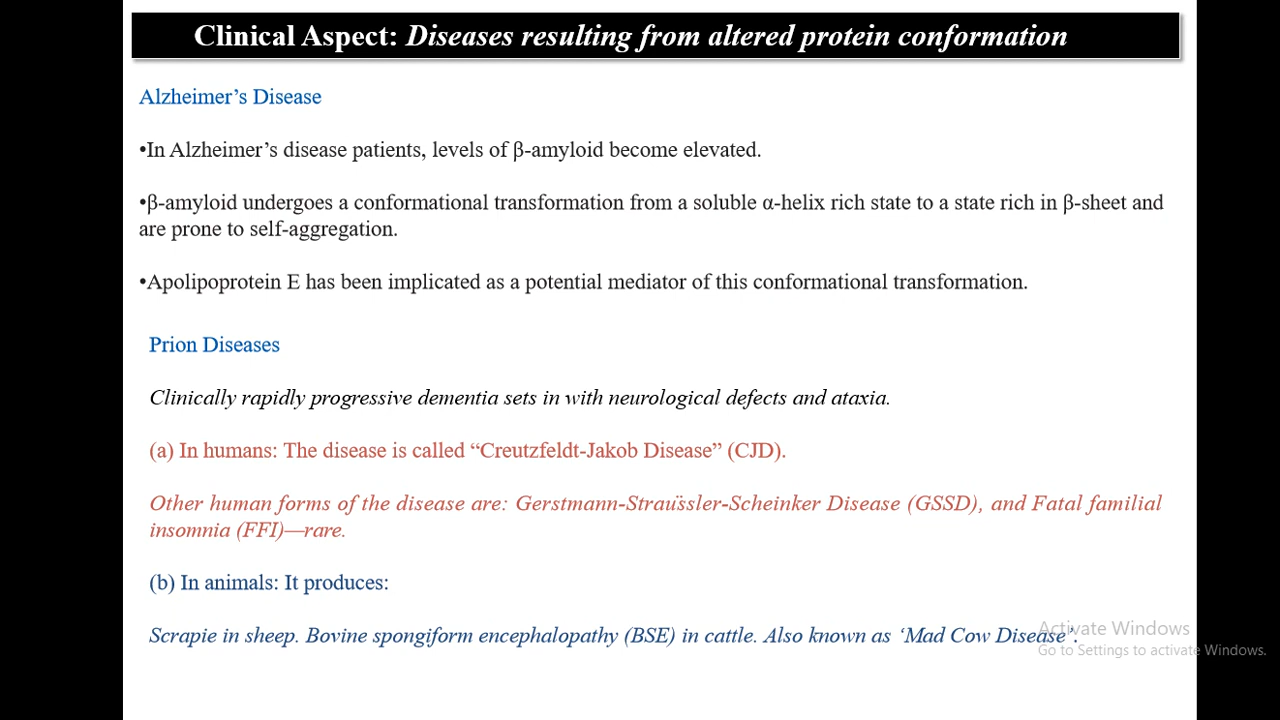 Clinical Aspect: Diseases resulting from altered protein conformation
Alzheimer’s Disease
•In Alzheimer’s disease patients, levels of β-amyloid become elevated.
•β-amyloid undergoes a conformational transformation from a soluble α-helix rich state to a state rich in β-sheet and
are prone to self-aggregation.
•Apolipoprotein E has been implicated as a potential mediator of this conformational transformation.
Prion Diseases
Clinically rapidly progressive dementia sets in with neurological defects and ataxia.
(a) In humans: The disease is called “Creutzfeldt-Jakob Disease” (CJD).
Other human forms of the disease are: Gerstmann-Straüssler-Scheinker Disease (GSSD), and Fatal familial
insomnia (FFI)—rare.
(b) In animals: It produces:
Scrapie in sheep. Bovine spongiform encephalopathy (BSE) in cattle. Also known as ‘Mad Cow Disease’.
Activate Windows
Go to Settings to activate Windows.